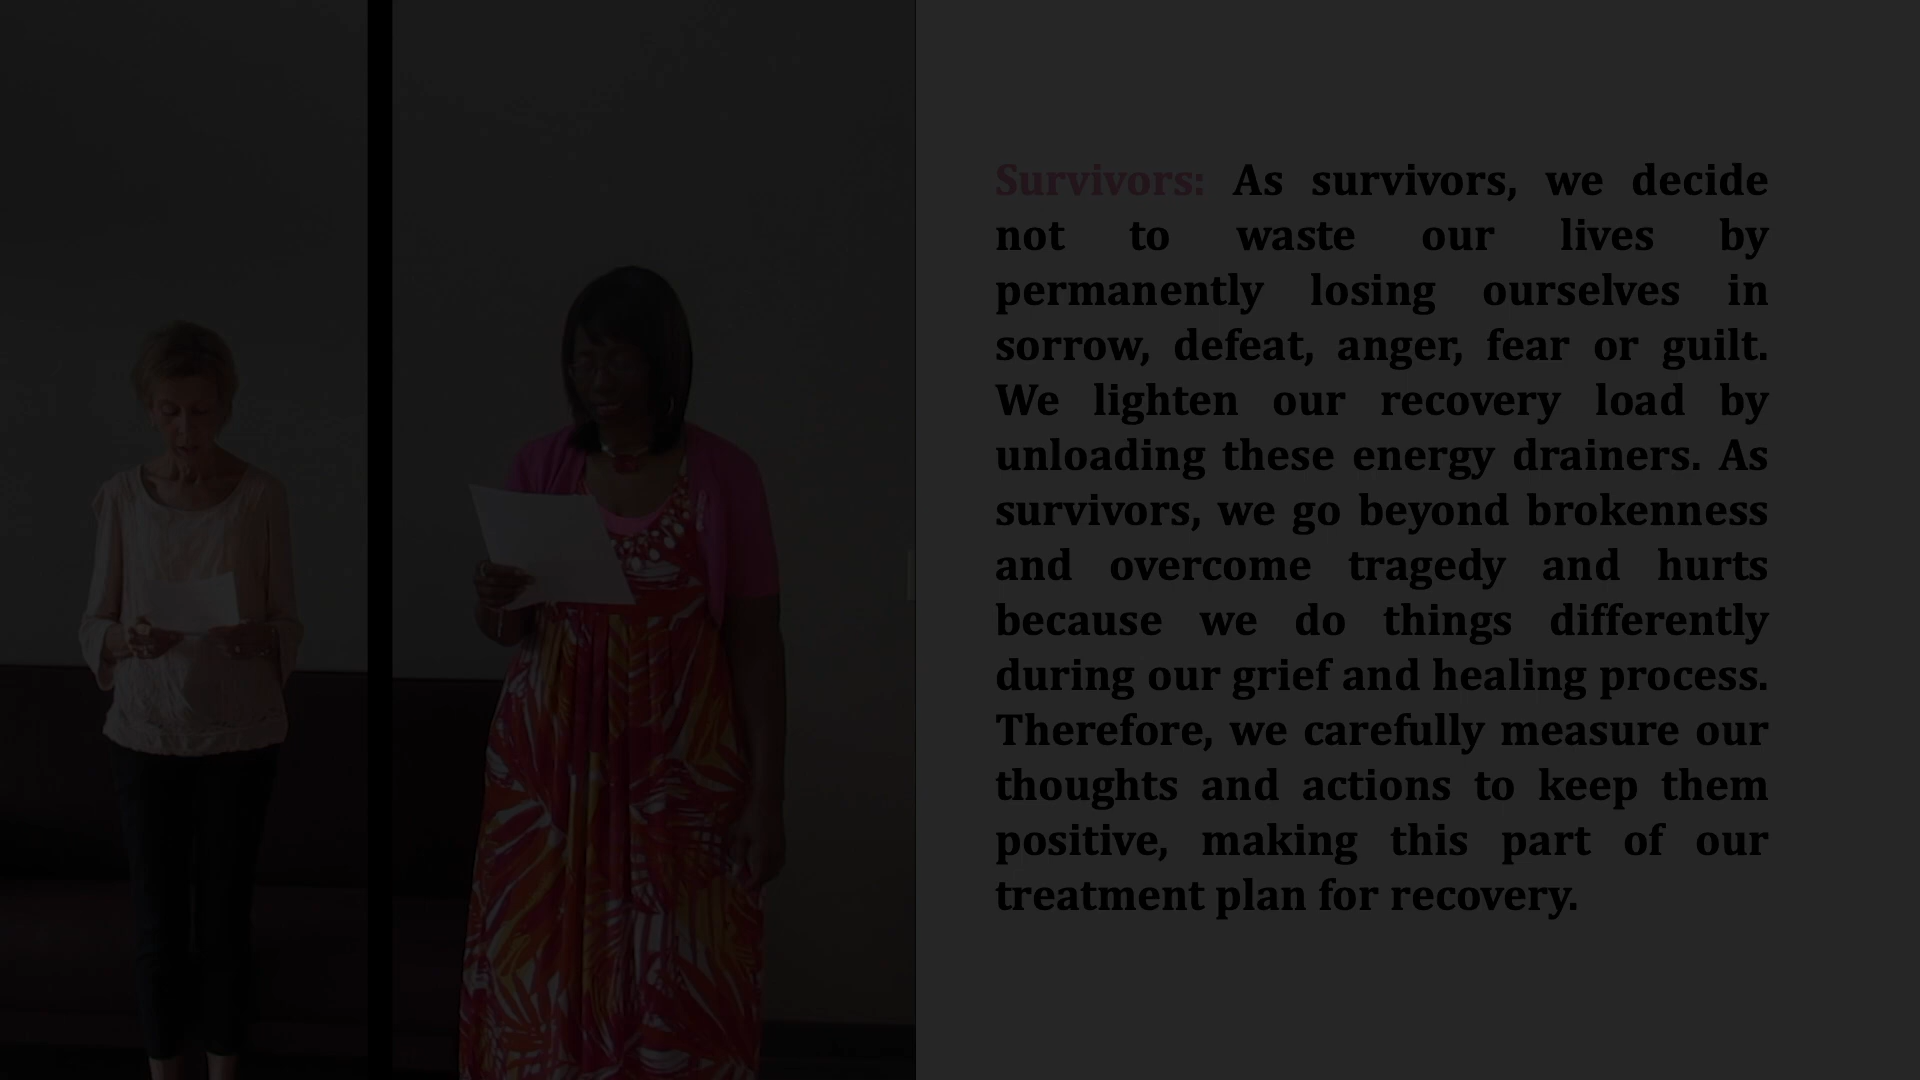 Survivors: As survivors, we decide
not to waste our lives by
permanently losing ourselves in
sorrow, defeat, anger, fear or guilt.
We lighten our recovery load by
unloading these energy drainers. As
survivors, we go beyond brokenness
and overcome tragedy and hurts
because we do things differently
during our grief and healing process.
Therefore, we carefully measure our
thoughts and actions to keep them
positive, making this part of our
treatment plan for recovery.